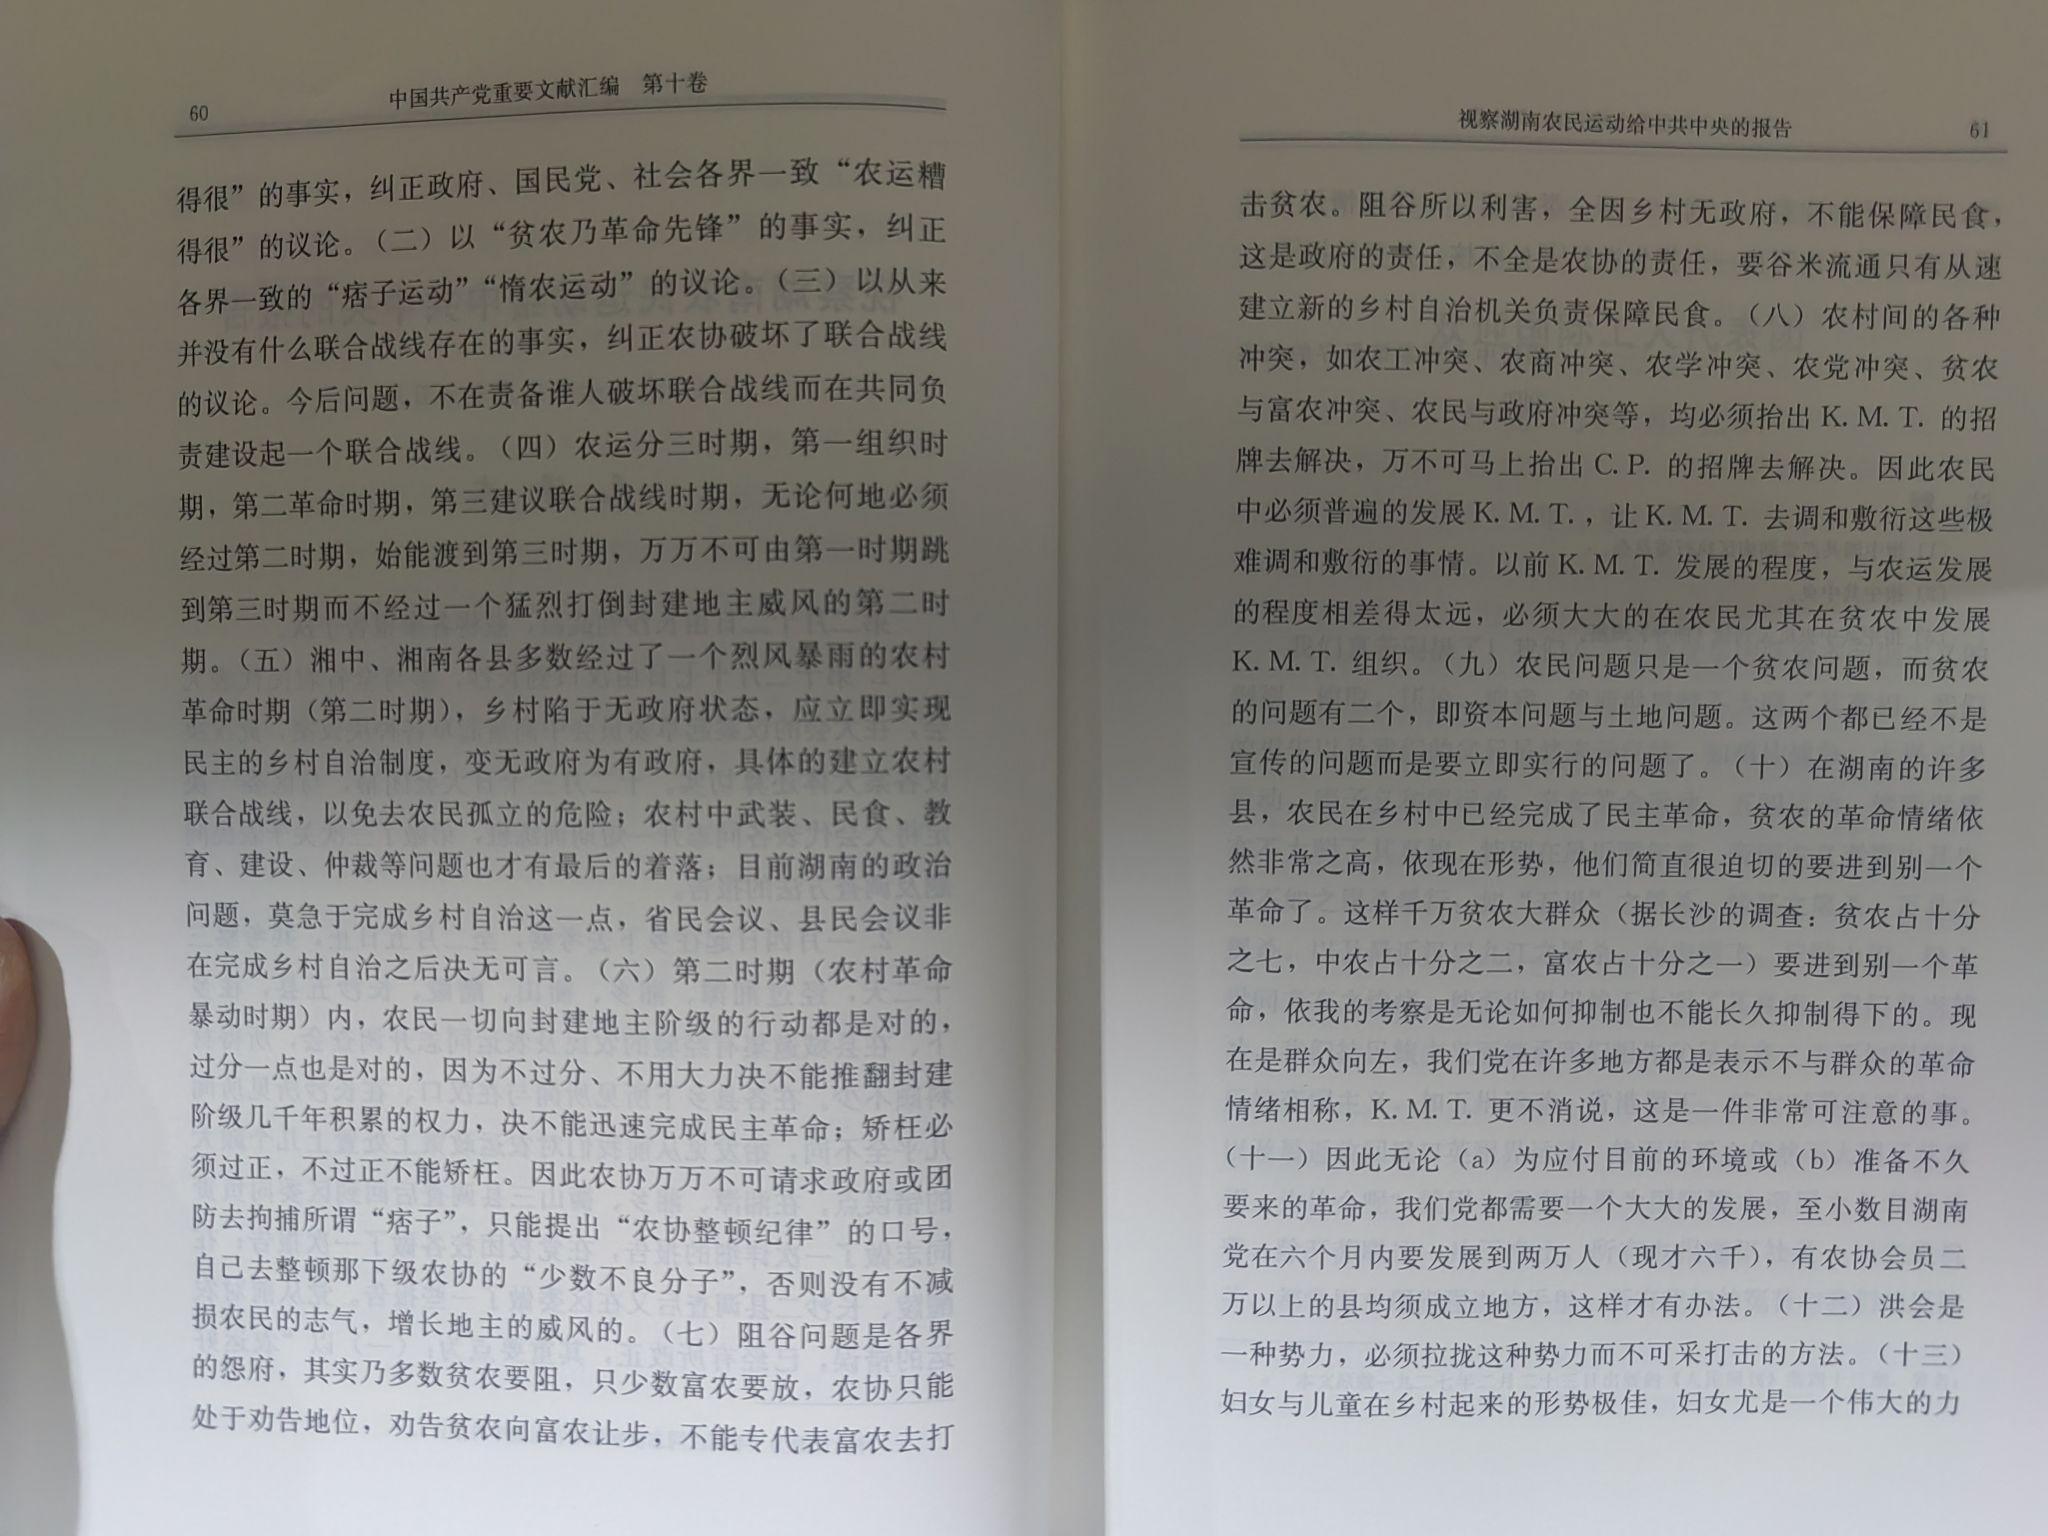 60
中国共产党重要文献汇编　第十卷
得很”的事实，纠正政府、国民党、社会各界一致“农运糟
得很”的议论。（二）以“贫农乃革命先锋”的事实，纠正
各界一致的“痞子运动”“惰农运动”的议论。（三）以从来
并没有什么联合战线存在的事实，纠正农协破坏了联合战线
的议论。今后问题，不在责备谁人破坏联合战线而在共同负
责建设起一个联合战线。（四）农运分三时期，第一组织时
期，第二革命时期，第三建议联合战线时期，无论何地必须
经过第二时期，始能渡到第三时期，万万不可由第一时期跳
到第三时期而不经过一个猛烈打倒封建地主威风的第二时
期。（五）湘中、湘南各县多数经过了一个烈风暴雨的农村
革命时期（第二时期），乡村陷于无政府状态，应立即实现
民主的乡村自治制度，变无政府为有政府，具体的建立农村
联合战线，以免去农民孤立的危险；农村中武装、民食、教
育、建设、仲裁等问题也才有最后的着落；目前湖南的政治
问题，莫急于完成乡村自治这一点，省民会议、县民会议非
在完成乡村自治之后决无可言。（六）第二时期（农村革命
暴动时期）内，农民一切向封建地主阶级的行动都是对的，
过分一点也是对的，因为不过分、不用大力决不能推翻封建
阶级几千年积累的权力，决不能迅速完成民主革命；矫枉必
须过正，不过正不能矫枉。因此农协万万不可请求政府或团
防去拘捕所谓“痞子”，只能提出“农协整顿纪律”的口号，
自己去整顿那下级农协的“少数不良分子”，否则没有不减
损农民的志气，增长地主的威风的。（七）阻谷问题是各界
的怨府，其实乃多数贫农要阻，只少数富农要放，农协只能
处于劝告地位，劝告贫农向富农让步，不能专代表富农去打
视察湖南农民运动给中共中央的报告
61
击贫农。阻谷所以利害，全因乡村无政府，不能保障民食，
这是政府的责任，不全是农协的责任，要谷米流通只有从速
建立新的乡村自治机关负责保障民食。（八）农村间的各种
冲突，如农工冲突、农商冲突、农学冲突、农党冲突、贫农
与富农冲突、农民与政府冲突等，均必须抬出 K. M. T. 的招
牌去解决，万不可马上抬出 C. P. 的招牌去解决。因此农民
中必须普遍的发展 K. M. T.，让 K. M. T. 去调和敷衍这些极
难调和敷衍的事情。以前 K. M. T. 发展的程度，与农运发展
的程度相差得太远，必须大大的在农民尤其在贫农中发展
K. M. T. 组织。（九）农民问题只是一个贫农问题，而贫农
的问题有二个，即资本问题与土地问题。这两个都已经不是
宣传的问题而是要立即实行的问题了。（十）在湖南的许多
县，农民在乡村中已经完成了民主革命，贫农的革命情绪依
然非常之高，依现在形势，他们简直很迫切的要进到别一个
革命了。这样千万贫农大群众（据长沙的调查：贫农占十分
之七，中农占十分之二，富农占十分之一）要进到别一个革
命，依我的考察是无论如何抑制也不能长久抑制得下的。现
在是群众向左，我们党在许多地方都是表示不与群众的革命
情绪相称，K. M. T. 更不消说，这是一件非常可注意的事。
（十一）因此无论（a）为应付目前的环境或（b）准备不久
要来的革命，我们党都需要一个大大的发展，至小数目湖南
党在六个月内要发展到两万人（现才六千），有农协会员二
万以上的县均须成立地方，这样才有办法。（十二）洪会是
一种势力，必须拉拢这种势力而不可采打击的方法。（十三）
妇女与儿童在乡村起来的形势极佳，妇女尤是一个伟大的力